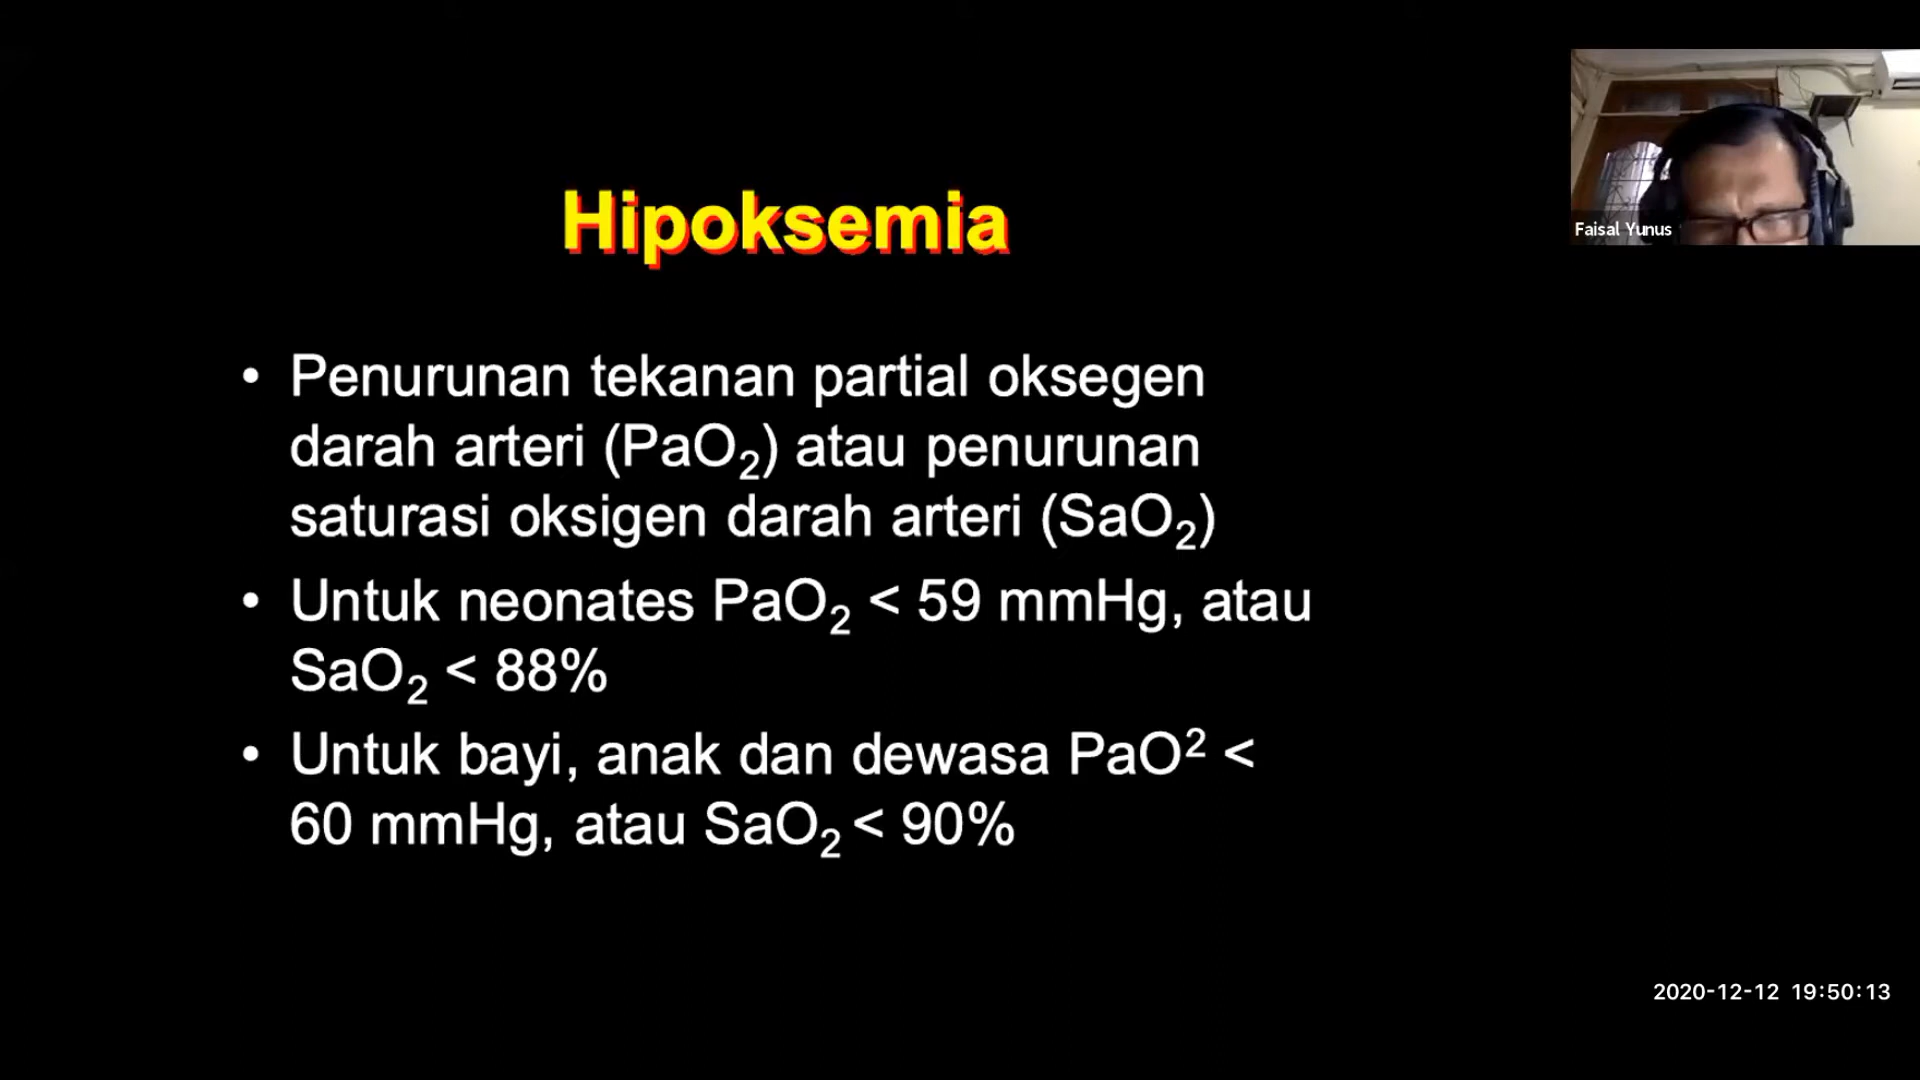 Hipoksemia
• Penurunan tekanan partial oksegen
darah arteri (PaO₂) atau penurunan
saturasi oksigen darah arteri (SaO₂)
• Untuk neonates PaO₂ < 59 mmHg, atau
SaO₂ < 88%
• Untuk bayi, anak dan dewasa PaO² <
60 mmHg, atau SaO₂ < 90%
Faisal Yunus
2020-12-12 19:50:13